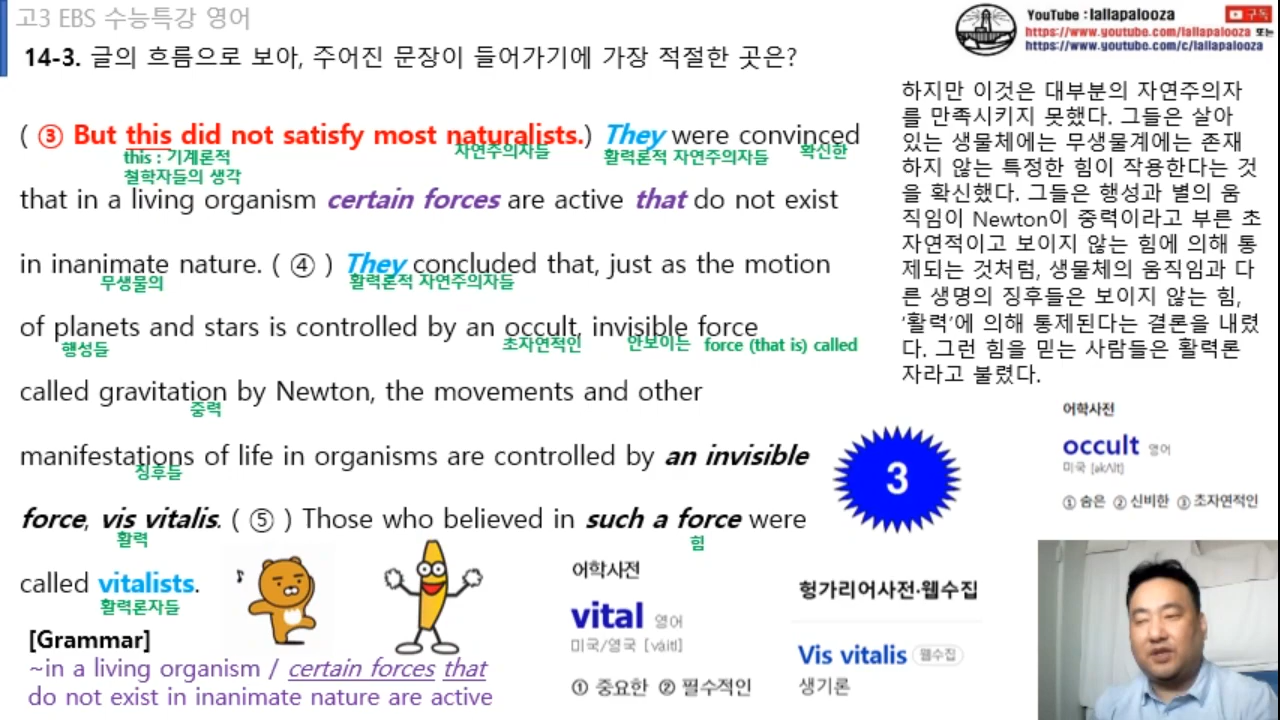 고3 EBS 수능특강 영어
YouTube : lallapalooza
구독
https://www.youtube.com/lallapalooza 또는
https://www.youtube.com/c/lallapalooza
14-3. 글의 흐름으로 보아, 주어진 문장이 들어가기에 가장 적절한 곳은?
( ③ But this did not satisfy most naturalists.) They were convinced
this : 기계론적
철학자들의 생각
자연주의자들
활력론적 자연주의자들
확신한
that in a living organism certain forces are active that do not exist
in inanimate nature. ( ④ ) They concluded that, just as the motion
무생물의
활력론적 자연주의자들
of planets and stars is controlled by an occult, invisible force
행성들
초자연적인
안보이는
force (that is) called
called gravitation by Newton, the movements and other
중력
manifestations of life in organisms are controlled by an invisible
징후들
force, vis vitalis. ( ⑤ ) Those who believed in such a force were
활력
힘
called vitalists.
활력론자들
[Grammar]
~in a living organism / certain forces that
do not exist in inanimate nature are active
하지만 이것은 대부분의 자연주의자
를 만족시키지 못했다. 그들은 살아
있는 생물체에는 무생물계에는 존재
하지 않는 특정한 힘이 작용한다는 것
을 확신했다. 그들은 행성과 별의 움
직임이 Newton이 중력이라고 부른 초
자연적이고 보이지 않는 힘에 의해 통
제되는 것처럼, 생물체의 움직임과 다
른 생명의 징후들은 보이지 않는 힘,
‘활력’에 의해 통제된다는 결론을 내렸
다. 그런 힘을 믿는 사람들은 활력론
자라고 불렸다.
3
어학사전
occult 영어
미국 [əkʌlt]
① 숨은 ② 신비한 ③ 초자연적인
어학사전
vital 영어
미국/영국 [váitl]
① 중요한 ② 필수적인
헝가리어사전·웹수집
Vis vitalis 웹수집
생기론